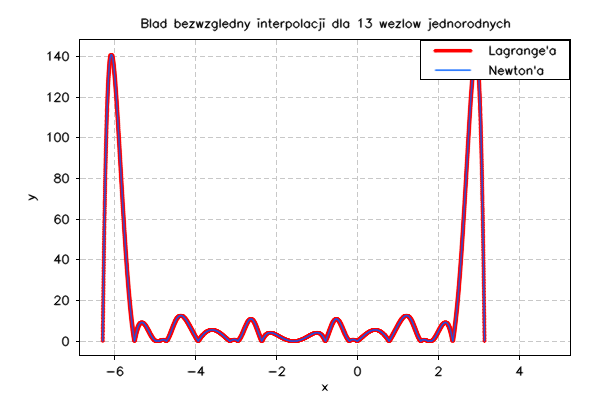 Blad bezwzgledny interpolacji dla 13 wezlow jednorodnych
Lagrange'a
Newton'a
140
120
100
80
60
40
20
0
y
−6 −4 −2 0 2 4
x